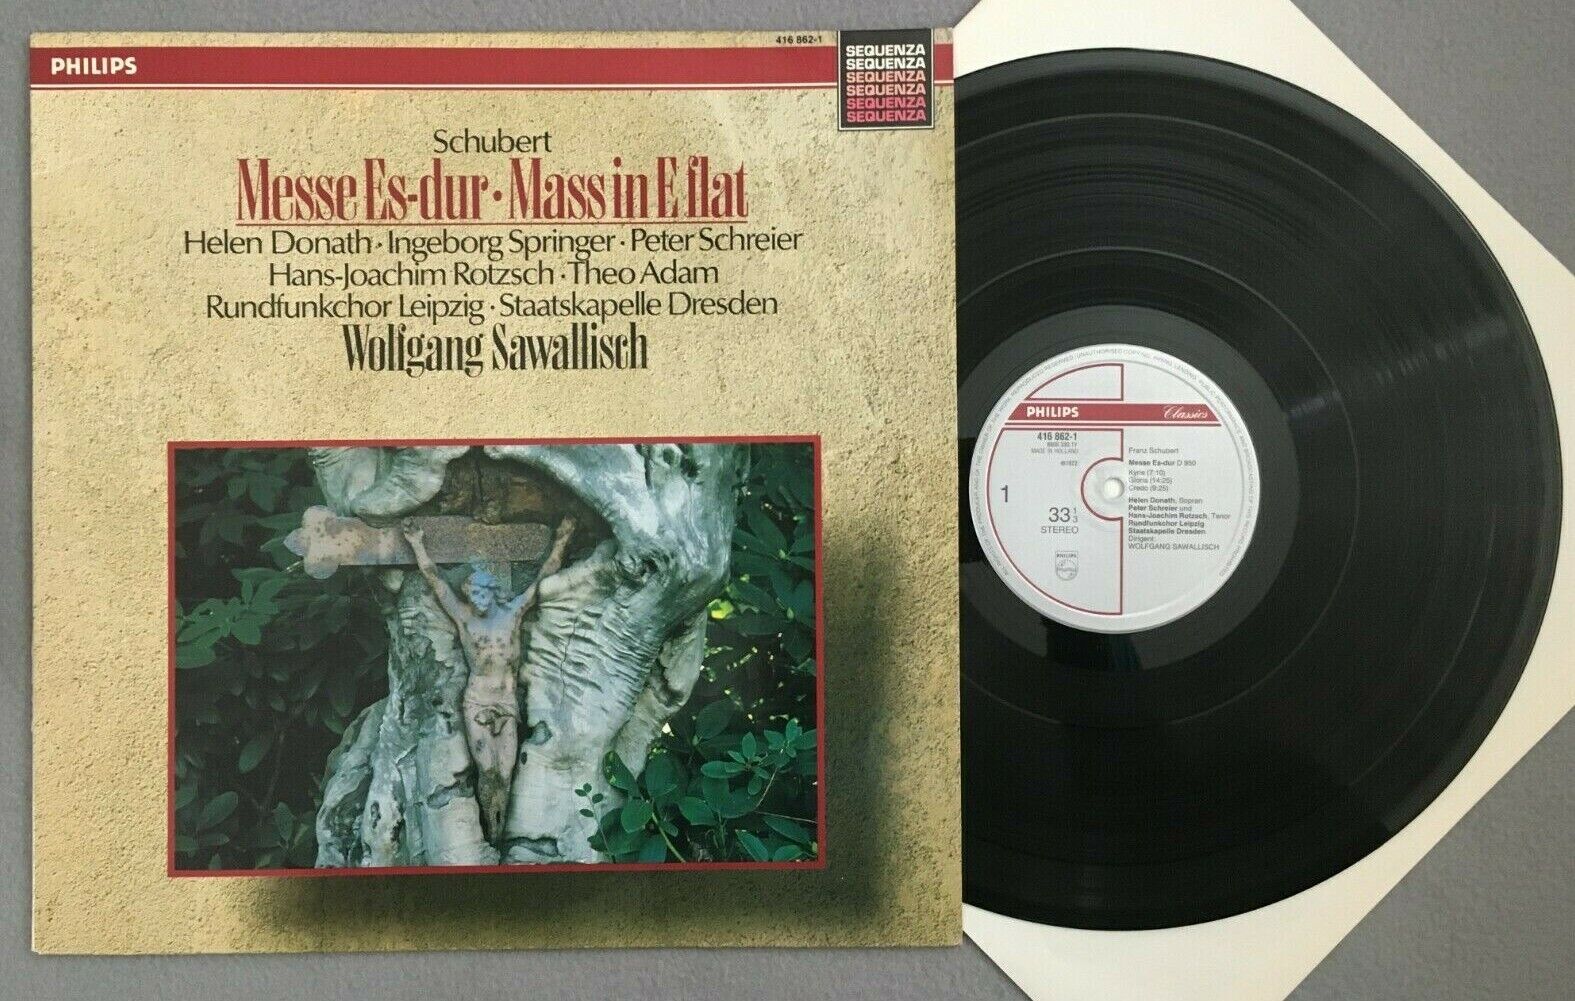 PHILIPS
416 862-1
SEQUENZA
SEQUENZA
SEQUENZA
SEQUENZA
SEQUENZA
SEQUENZA
Schubert
Messe Es-dur · Mass in E flat
Helen Donath · Ingeborg Springer · Peter Schreier
Hans-Joachim Rotzsch · Theo Adam
Rundfunkchor Leipzig · Staatskapelle Dresden
Wolfgang Sawallisch
PHILIPS Classics
416 862-1
MADE IN HOLLAND
1
33 1/3
STEREO
PHILIPS
Franz Schubert
Messe Es-dur D 950
Kyrie (7:10)
Gloria (14:25)
Credo (9:25)
Helen Donath, Sopran
Peter Schreier und
Hans-Joachim Rotzsch, Tenor
Rundfunkchor Leipzig
Staatskapelle Dresden
Dirigent:
WOLFGANG SAWALLISCH